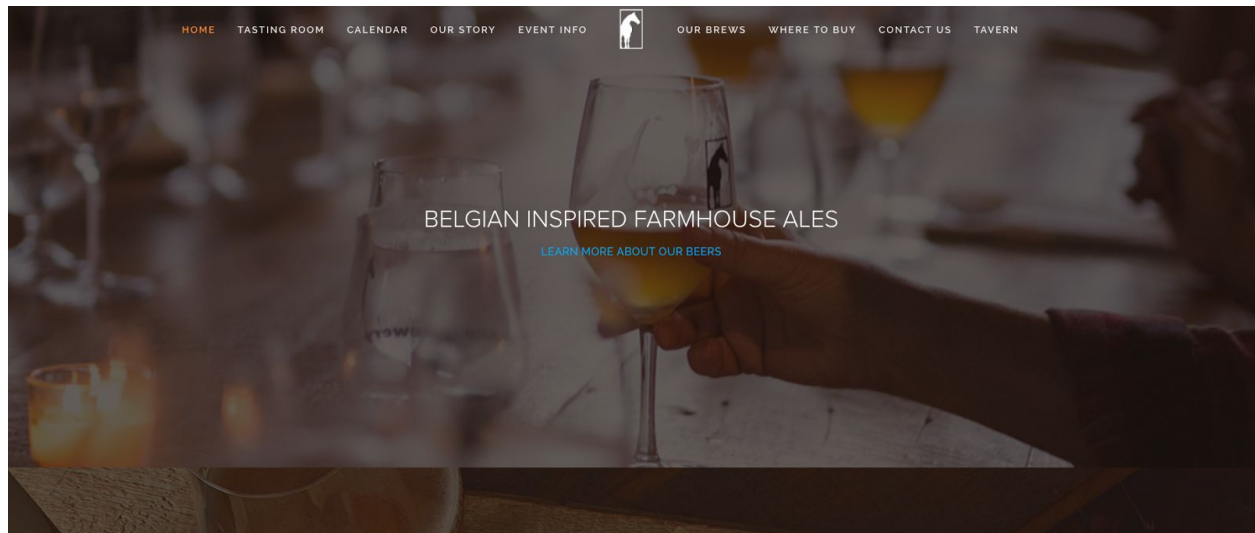 HOME TASTING ROOM CALENDAR OUR STORY EVENT INFO OUR BREWS WHERE TO BUY CONTACT US TAVERN
BELGIAN INSPIRED FARMHOUSE ALES
LEARN MORE ABOUT OUR BEERS